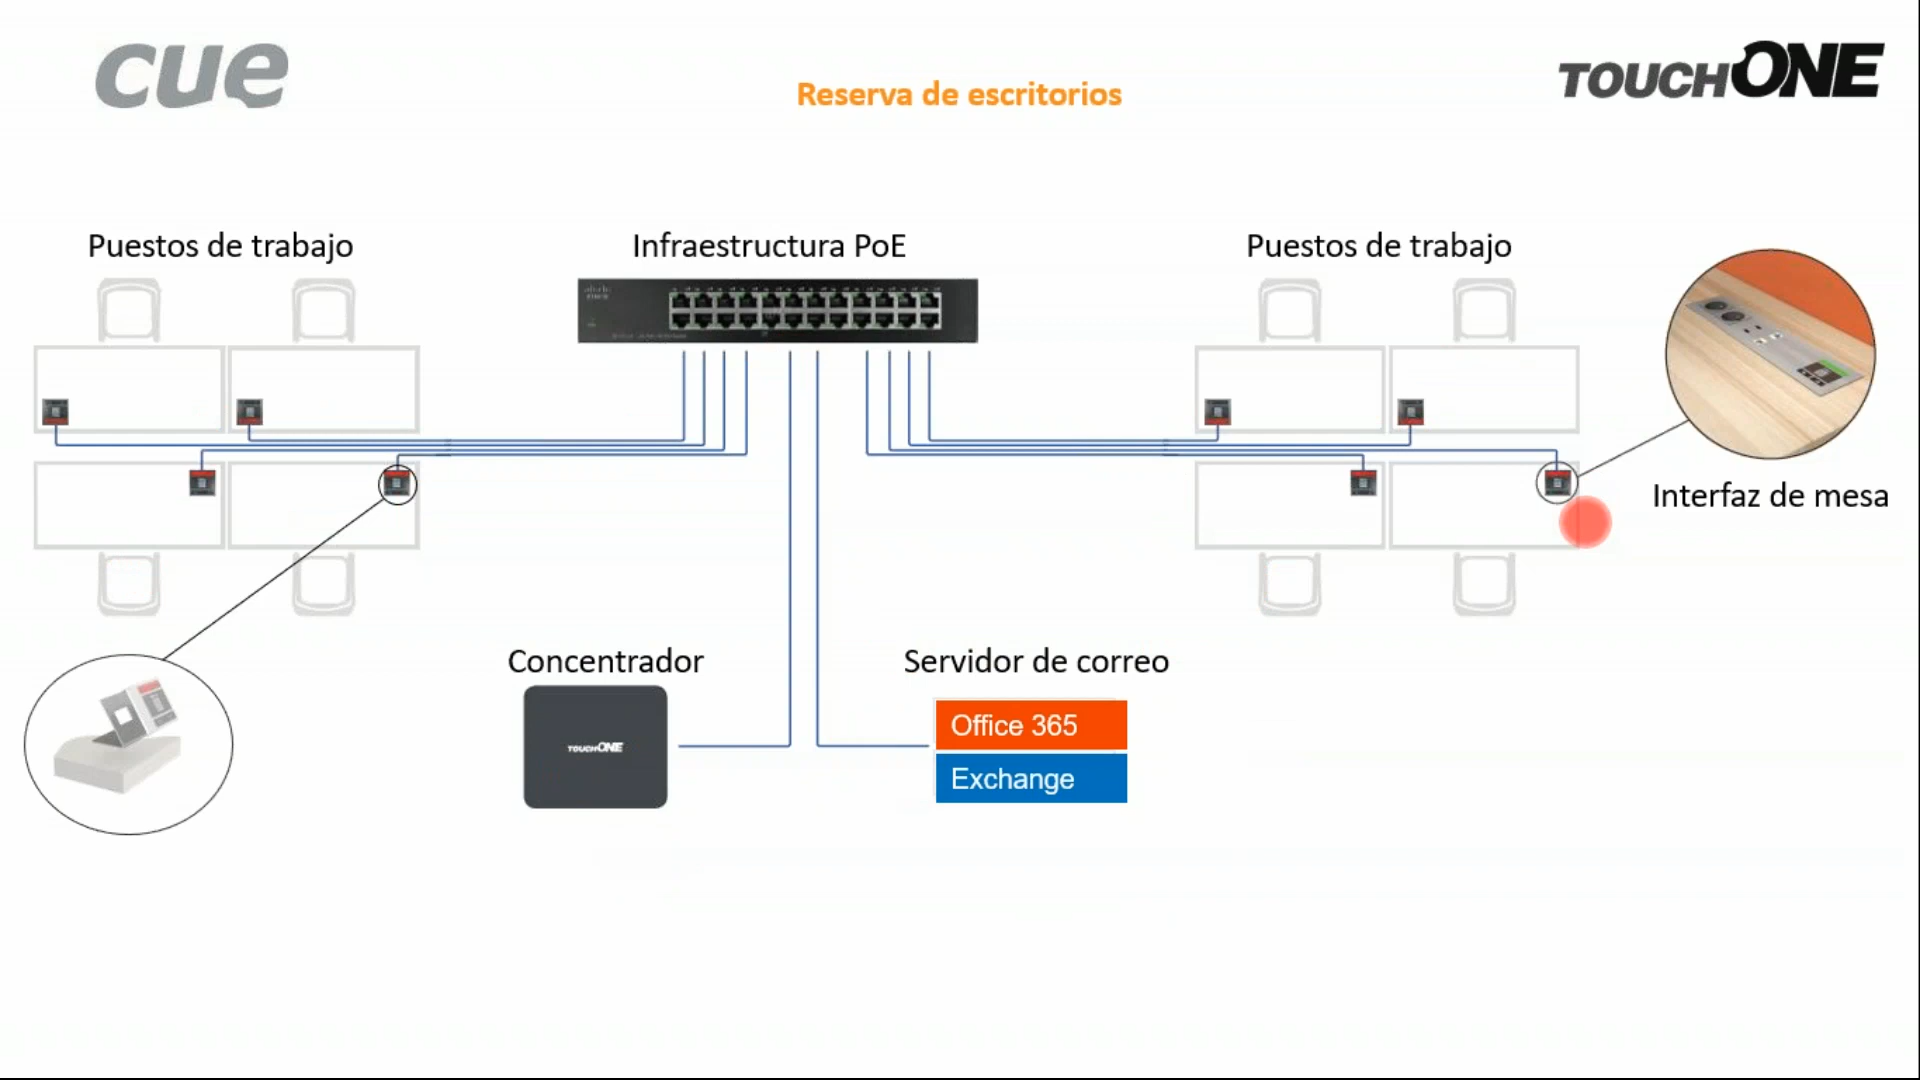 cue
TOUCHONE
Reserva de escritorios
Puestos de trabajo
Infraestructura PoE
Puestos de trabajo
Interfaz de mesa
Concentrador
Servidor de correo
TOUCHONE
Office 365
Exchange